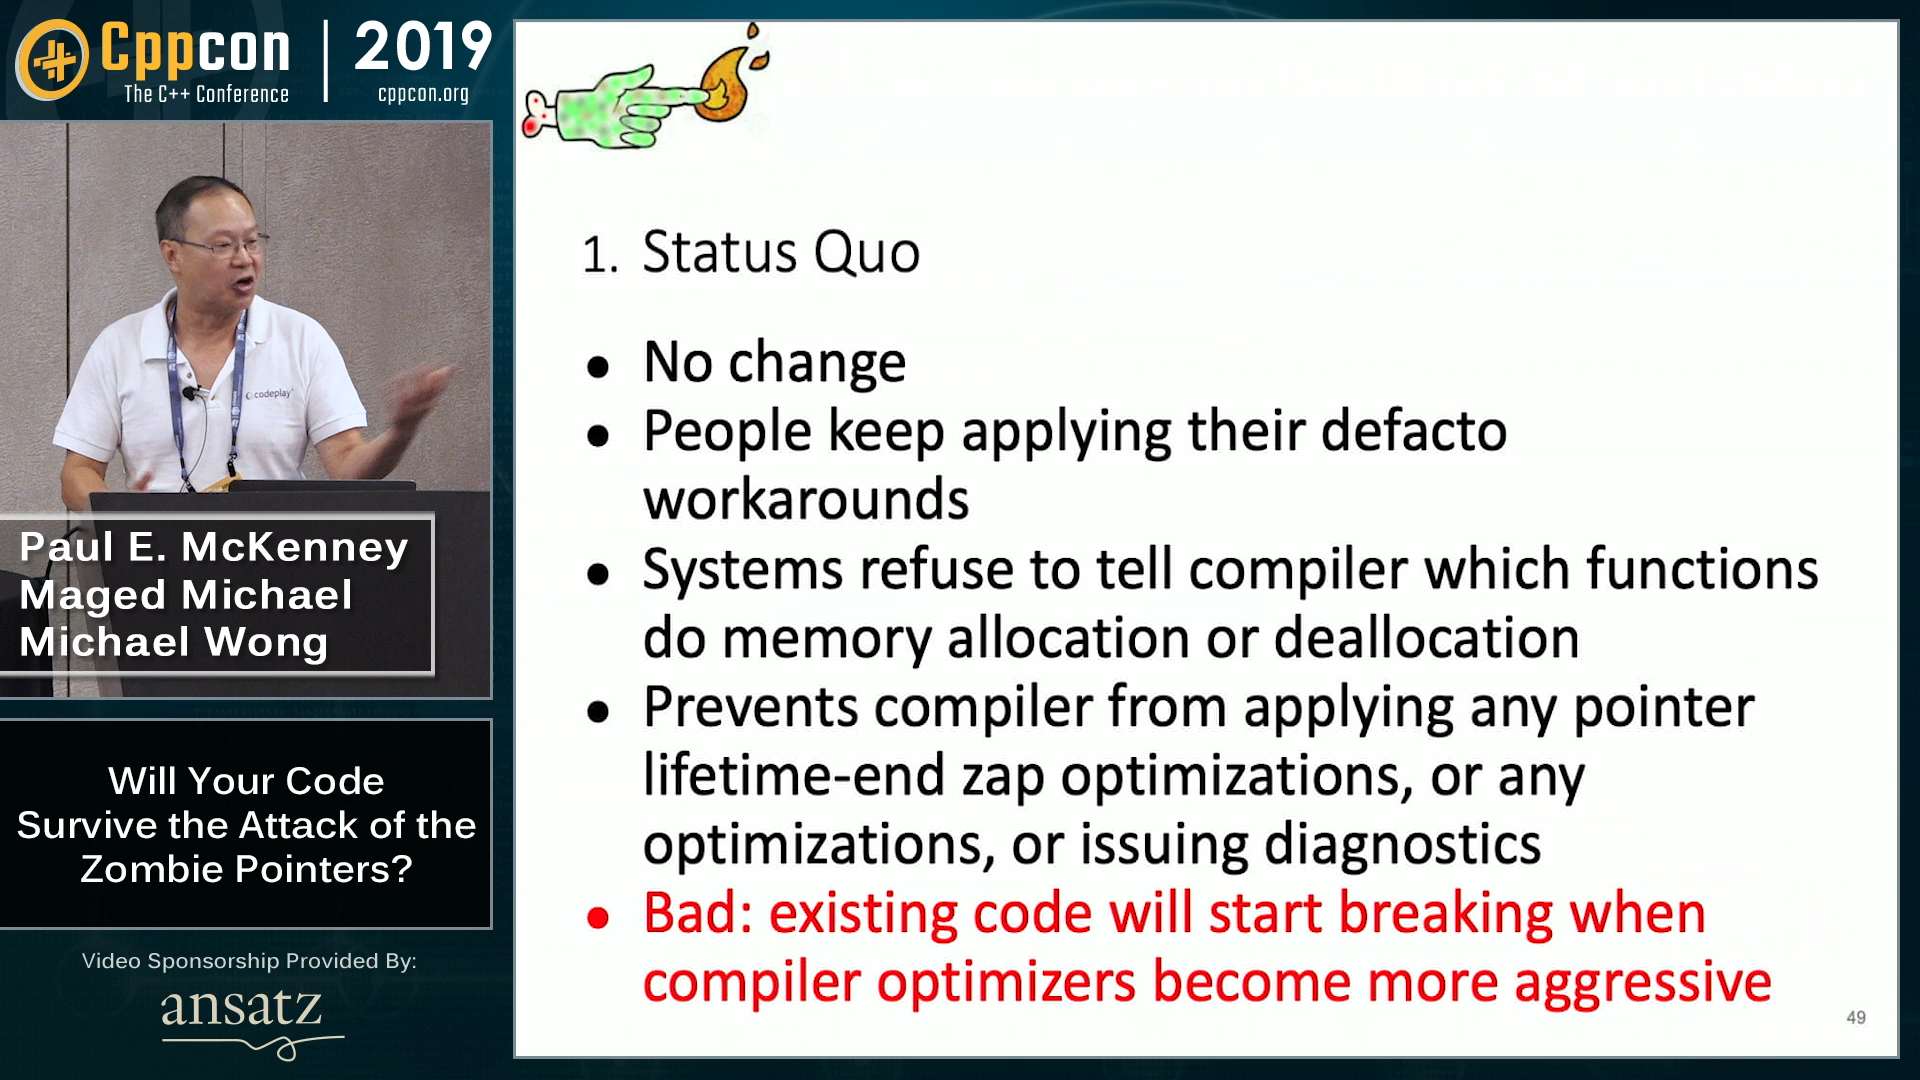 Cppcon
The C++ Conference
2019
cppcon.org
codeplay
Paul E. McKenney
Maged Michael
Michael Wong
Will Your Code
Survive the Attack of the
Zombie Pointers?
Video Sponsorship Provided By:
ansatz
1. Status Quo
● No change
● People keep applying their defacto
workarounds
● Systems refuse to tell compiler which functions
do memory allocation or deallocation
● Prevents compiler from applying any pointer
lifetime-end zap optimizations, or any
optimizations, or issuing diagnostics
● Bad: existing code will start breaking when
compiler optimizers become more aggressive
49